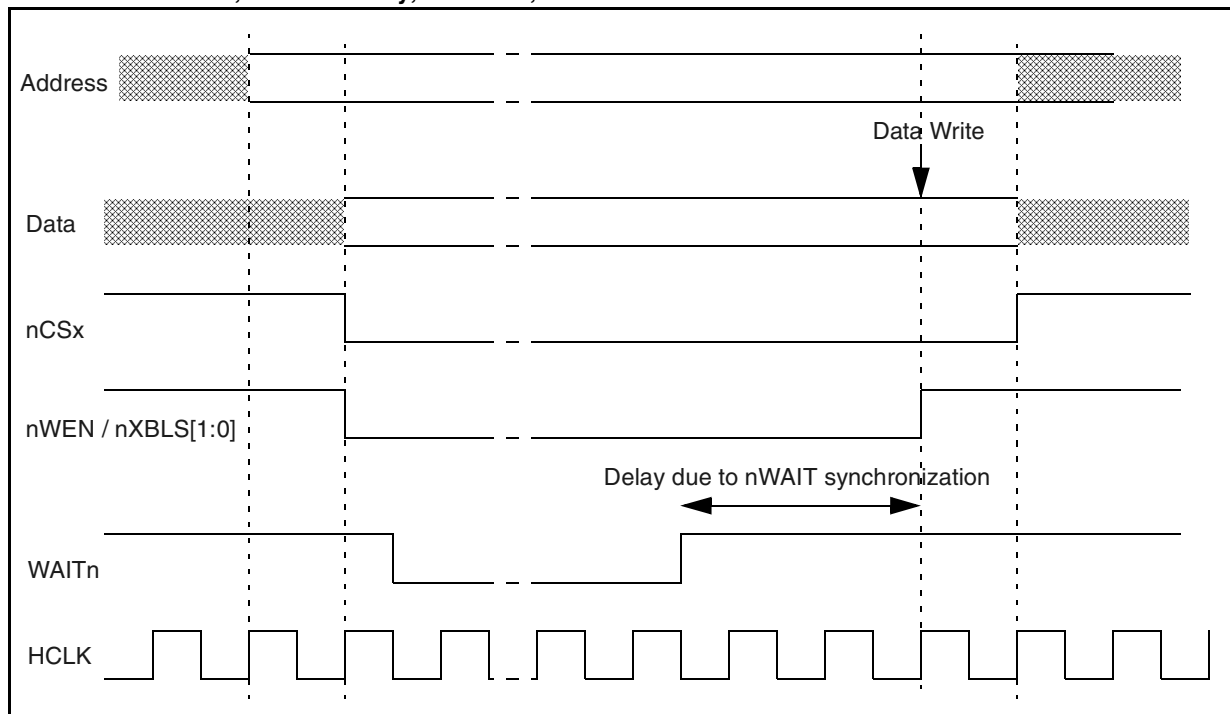 Address
Data Write
Data
nCSx
nWEN / nXBLS[1:0]
Delay due to nWAIT synchronization
WAITn
HCLK